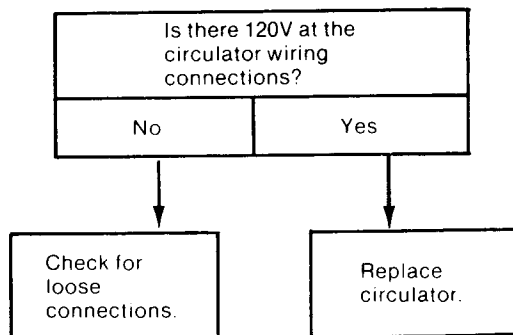 Is there 120V at the
circulator wiring
connections?
No
Yes
Check for
loose
connections.
Replace
circulator.